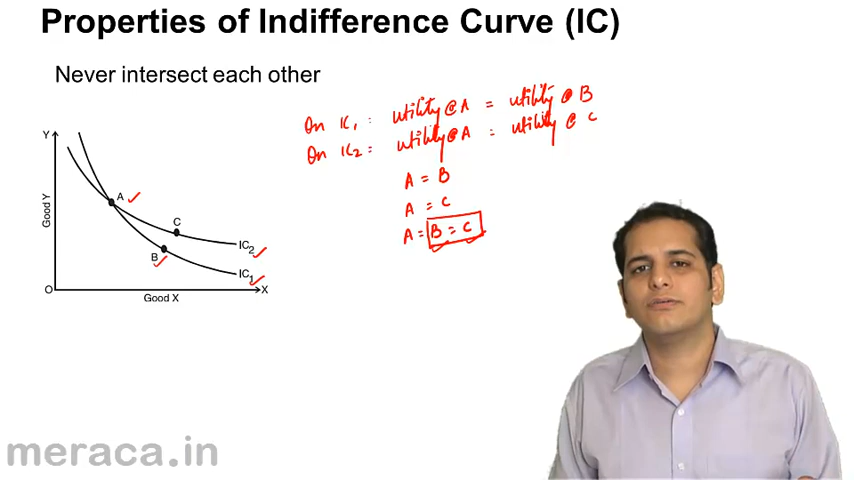 Properties of Indifference Curve (IC)
Never intersect each other
On IC1 : utility@A = utility@B
On IC2 : utility@A = utility@C
A = B
A = C
A = B = C
Y
Good Y
A
C
B
IC2
IC1
O
X
Good X
meraca.in